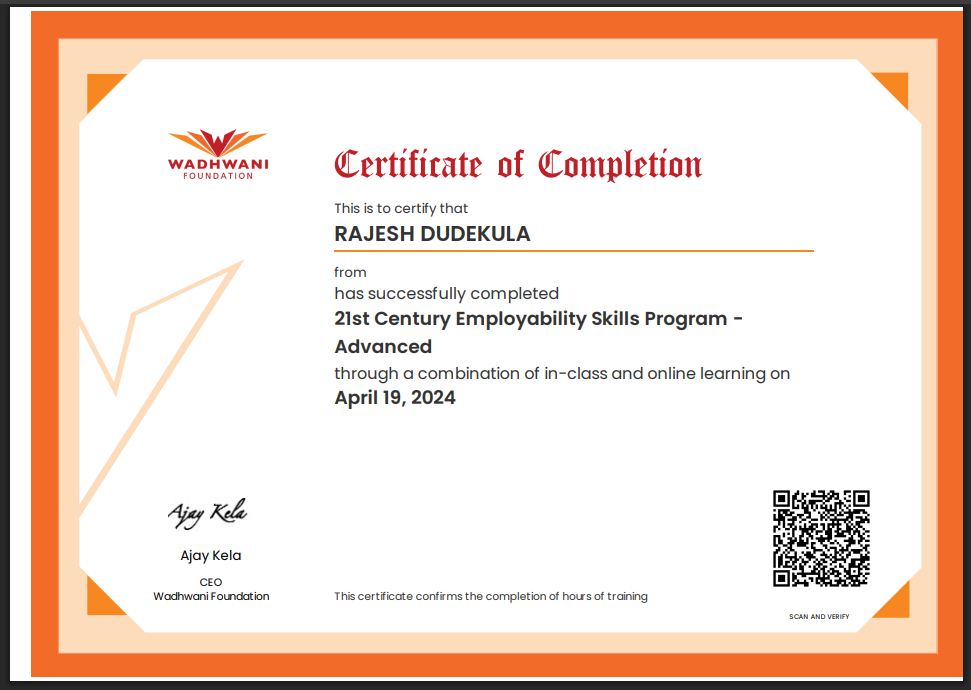 WADHWANI
FOUNDATION
Certificate of Completion
This is to certify that
RAJESH DUDEKULA
from
has successfully completed
21st Century Employability Skills Program -
Advanced
through a combination of in-class and online learning on
April 19, 2024
Ajay Kela
Ajay Kela
CEO
Wadhwani Foundation
This certificate confirms the completion of hours of training
SCAN AND VERIFY